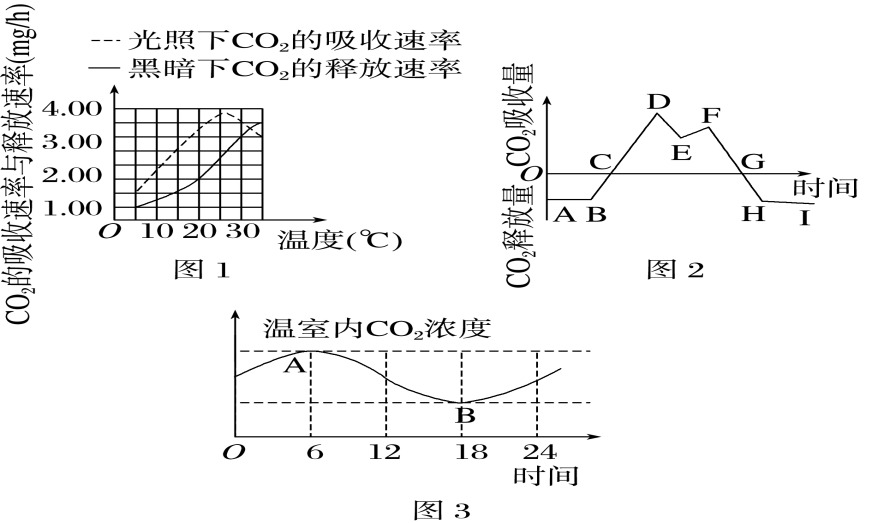 --- 光照下CO₂的吸收速率
— 黑暗下CO₂的释放速率
CO₂的吸收速率与释放速率(mg/h)
4.00
3.00
2.00
1.00
O 10 20 30 温度(℃)
图 1
CO₂吸收量
CO₂释放量
D
F
E
C
G
O
时间
A B
H
I
图 2
温室内CO₂浓度
A
B
O 6 12 18 24
时间
图 3